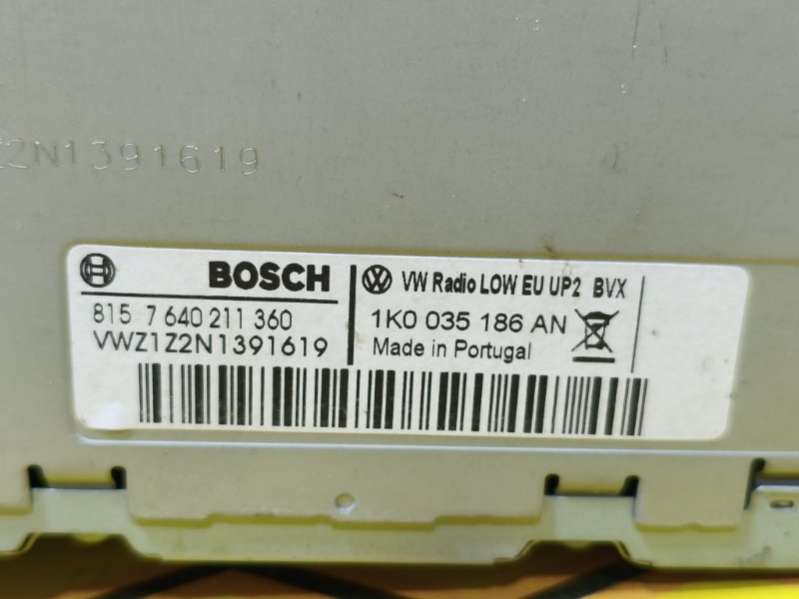 Z2N1391619
BOSCH
815 7 640 211 360
VWZ1Z2N1391619
VW Radio LOW EU UP2 BVX
1K0 035 186 AN
Made in Portugal